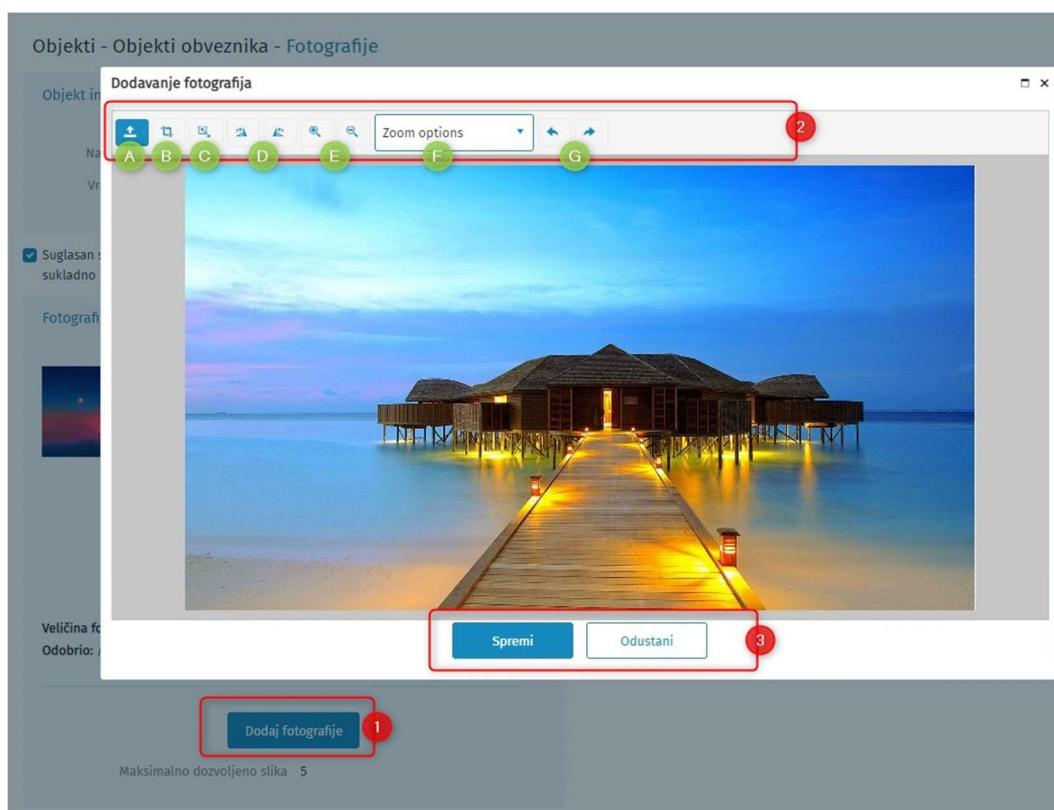 Objekti - Objekti obveznika - Fotografije
Dodavanje fotografija
Objekt in
2
Zoom options
A B C D E F G
Na
Vr
Suglasan s
sukladno
Fotografi
Veličina fo
Odobrio:
Spremi
Odustani
3
Dodaj fotografije
1
Maksimalno dozvoljeno slika 5